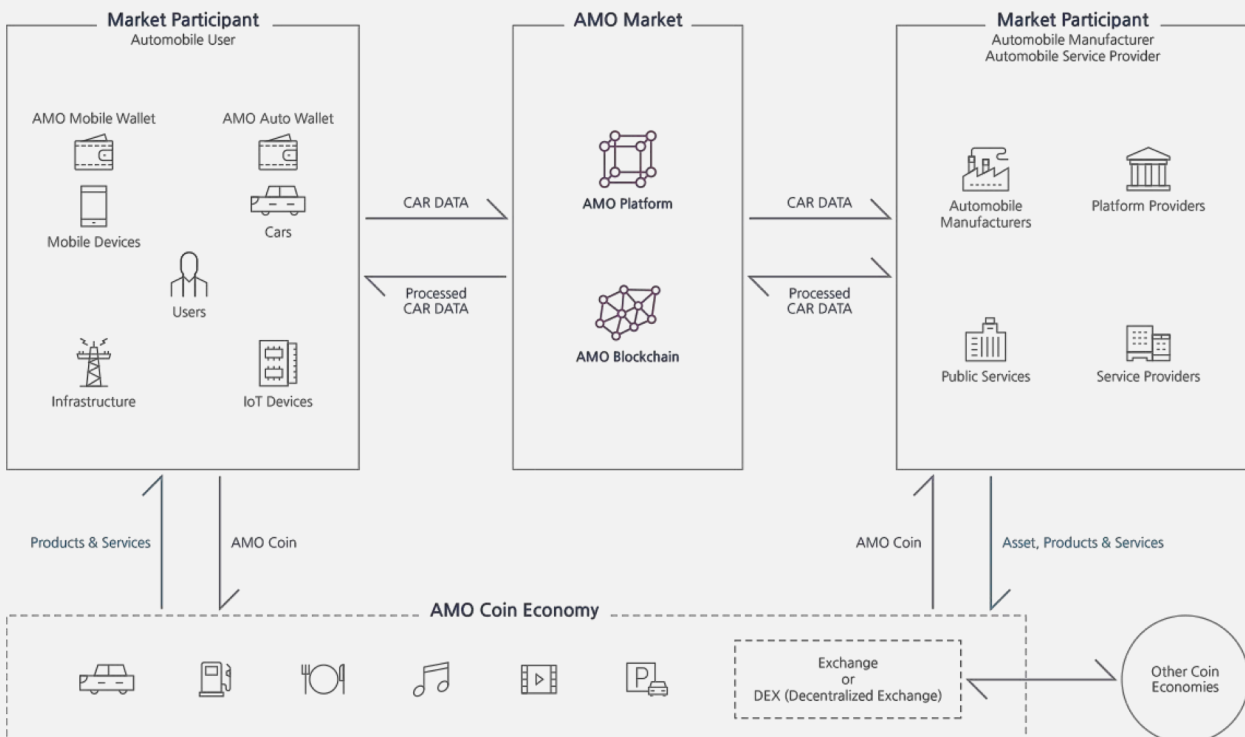 Market Participant
Automobile User
AMO Mobile Wallet
AMO Auto Wallet
Mobile Devices
Cars
Users
Infrastructure
IoT Devices
CAR DATA
Processed
CAR DATA
AMO Market
AMO Platform
AMO Blockchain
CAR DATA
Processed
CAR DATA
Market Participant
Automobile Manufacturer
Automobile Service Provider
Automobile
Manufacturers
Platform Providers
Public Services
Service Providers
Products & Services
AMO Coin
AMO Coin
Asset, Products & Services
AMO Coin Economy
P
Exchange
or
DEX (Decentralized Exchange)
Other Coin
Economies